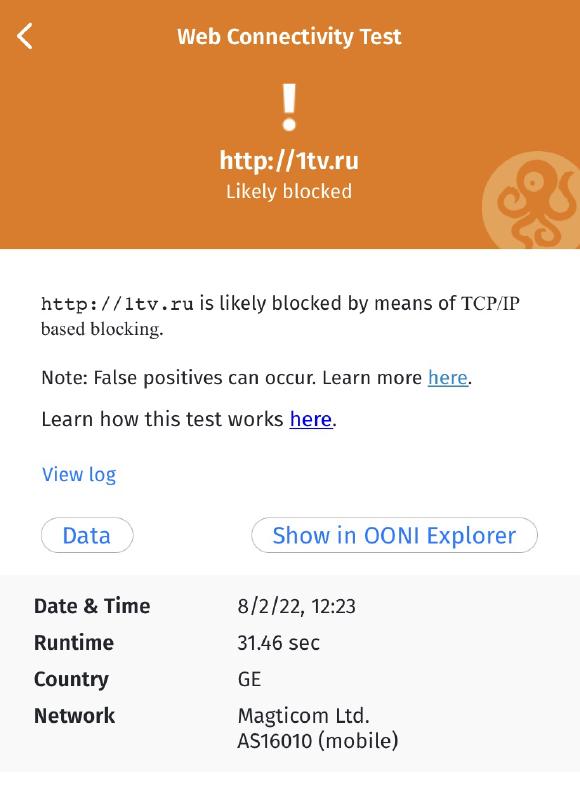 Web Connectivity Test
!
http://1tv.ru
Likely blocked
http://1tv.ru is likely blocked by means of TCP/IP
based blocking.
Note: False positives can occur. Learn more here.
Learn how this test works here.
View log
Data
Show in OONI Explorer
Date & Time 8/2/22, 12:23
Runtime 31.46 sec
Country GE
Network Magticom Ltd.
AS16010 (mobile)